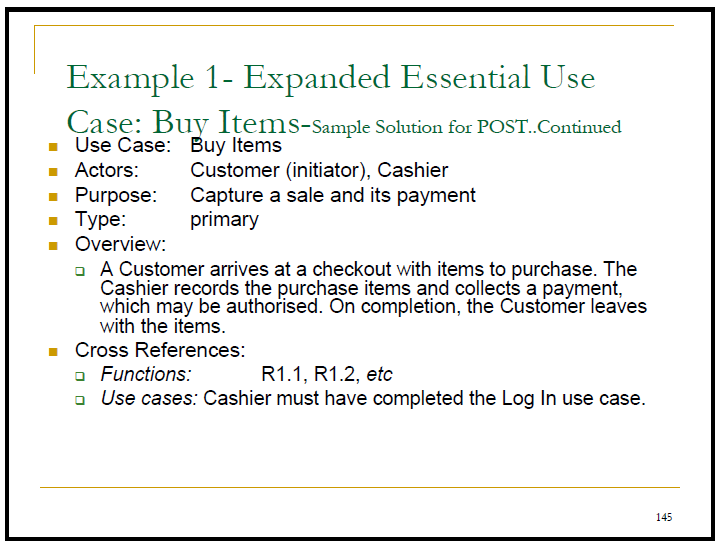 Example 1- Expanded Essential Use
Case: Buy Items-Sample Solution for POST..Continued
Use Case: Buy Items
Actors: Customer (initiator), Cashier
Purpose: Capture a sale and its payment
Type: primary
Overview:
A Customer arrives at a checkout with items to purchase. The
Cashier records the purchase items and collects a payment,
which may be authorised. On completion, the Customer leaves
with the items.
Cross References:
Functions: R1.1, R1.2, etc
Use cases: Cashier must have completed the Log In use case.
145